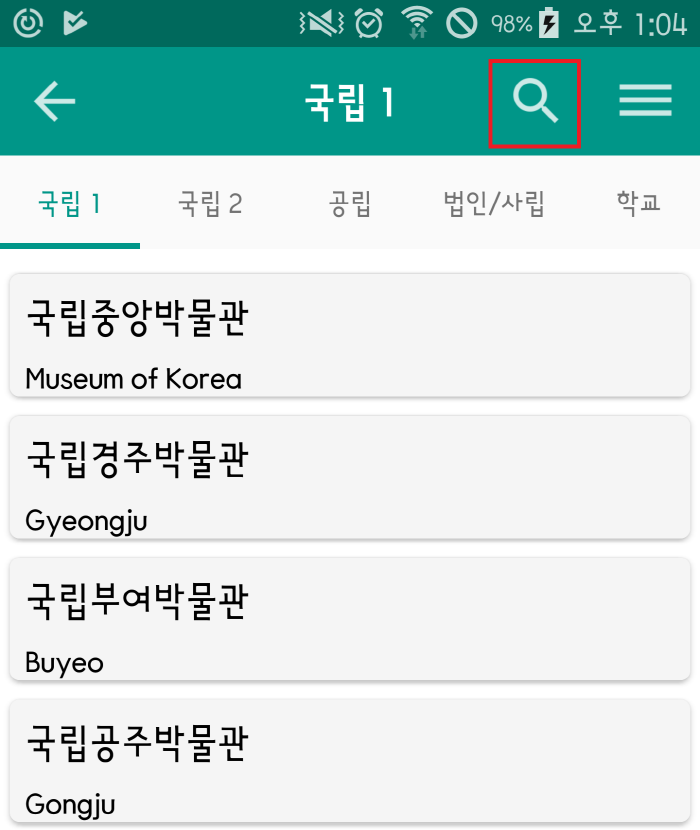 98% 오후 1:04
국립 1
국립 1 국립 2 공립 법인/사립 학교
국립중앙박물관
Museum of Korea
국립경주박물관
Gyeongju
국립부여박물관
Buyeo
국립공주박물관
Gongju